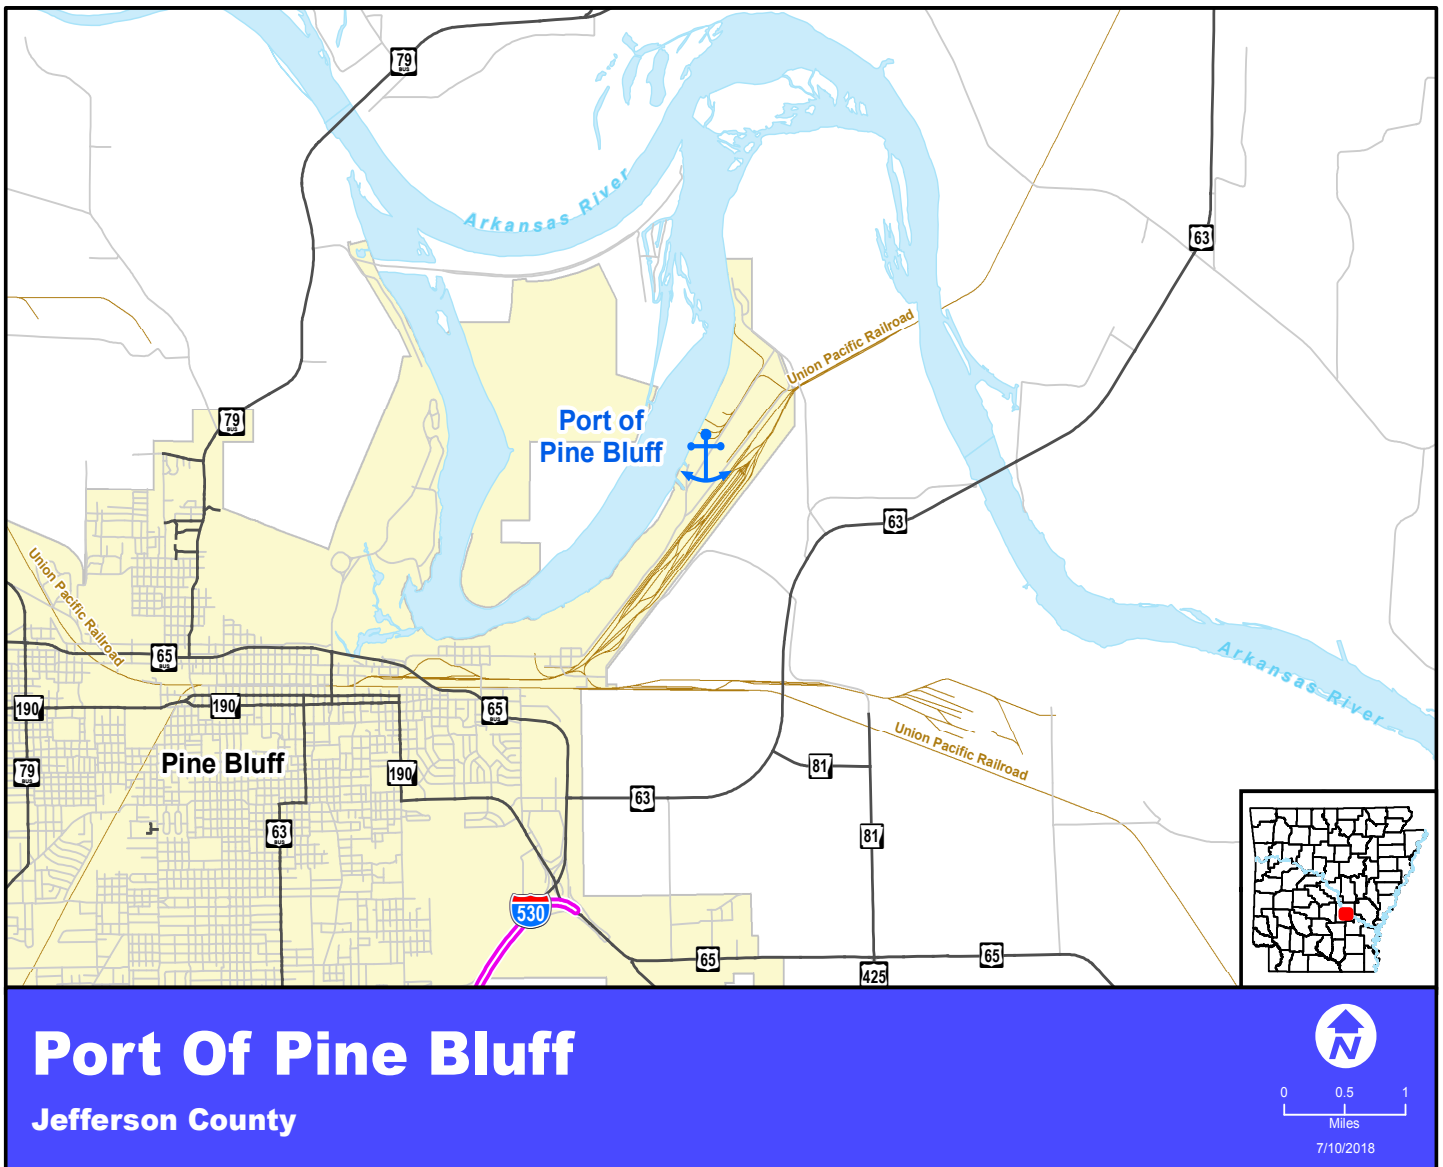 79
BUS
Arkansas River
63
Union Pacific Railroad
79
BUS
Port of
Pine Bluff
63
Union Pacific Railroad
65
BUS
Arkansas River
190
190
65
BUS
Union Pacific Railroad
Pine Bluff
79
BUS
190
81
63
63
BUS
81
530
65
65
425
Port Of Pine Bluff
Jefferson County
N
0 0.5 1
Miles
7/10/2018